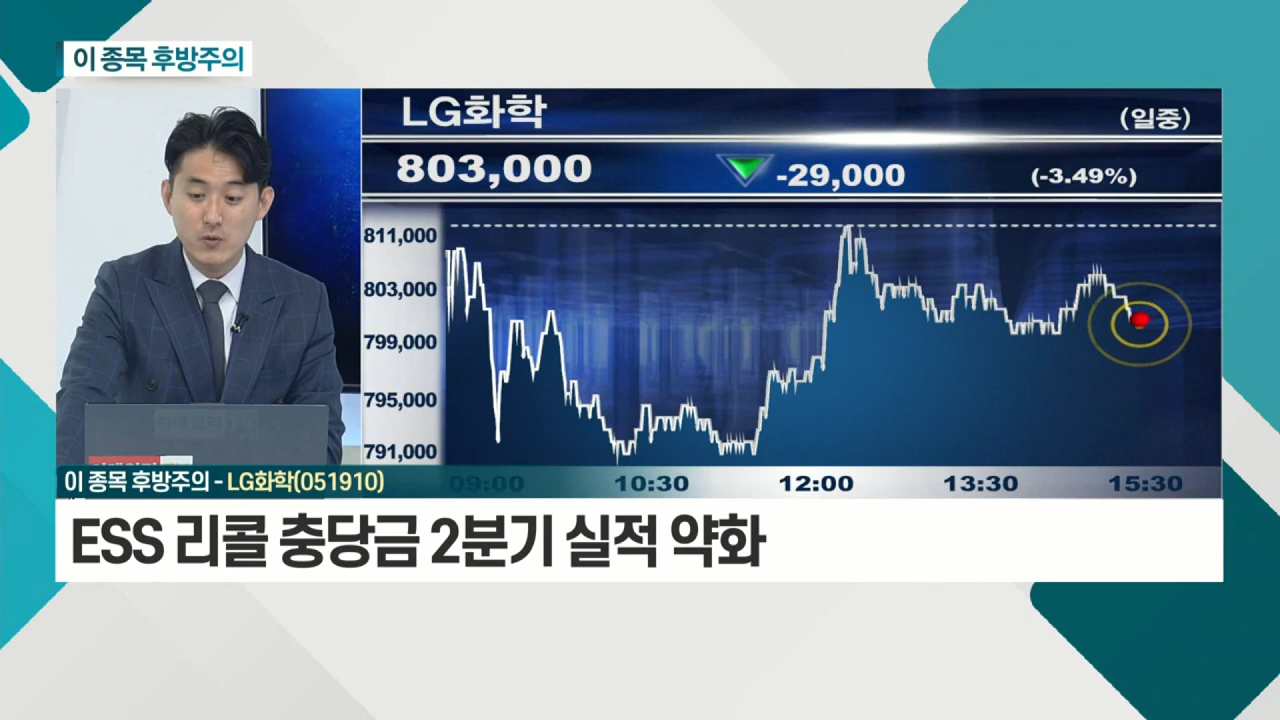 이 종목 후방주의
LG화학
(일중)
803,000
-29,000
(-3.49%)
811,000
803,000
799,000
795,000
791,000
09:00
10:30
12:00
13:30
15:30
이 종목 후방주의 - LG화학(051910)
ESS 리콜 충당금 2분기 실적 약화